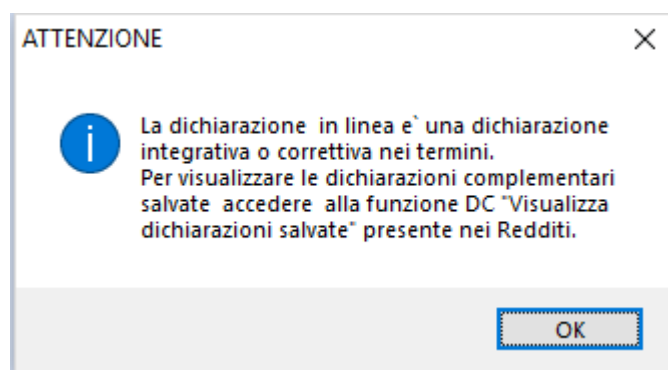 ATTENZIONE
La dichiarazione in linea e` una dichiarazione
integrativa o correttiva nei termini.
Per visualizzare le dichiarazioni complementari
salvate accedere alla funzione DC "Visualizza
dichiarazioni salvate" presente nei Redditi.
OK